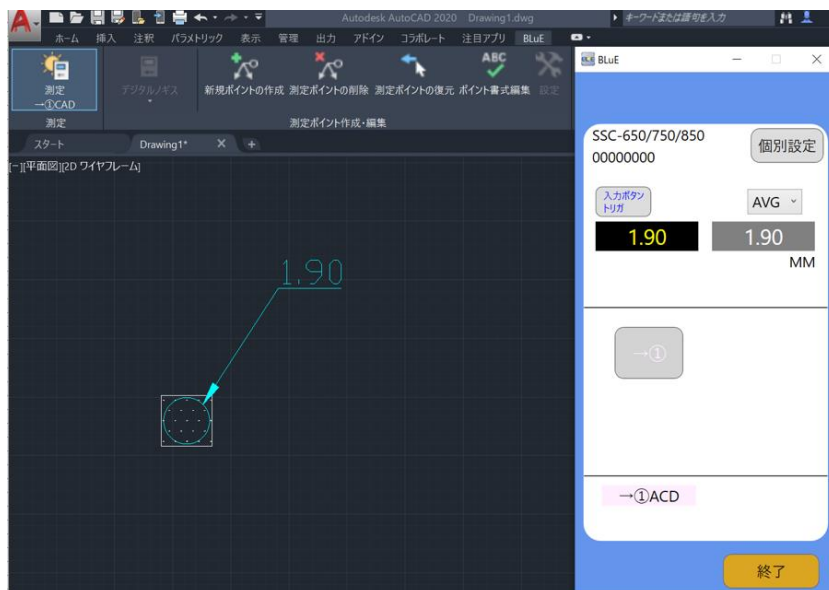 Autodesk AutoCAD 2020 Drawing1.dwg
キーワードまたは語句を入力
ホーム 挿入 注釈 パラメトリック 表示 管理 出力 アドイン コラボレート 注目アプリ BLuE
測定
→①CAD
デジタルノギス
新規ポイントの作成 測定ポイントの削除 測定ポイントの復元 ポイント書式編集 設定
ABC
測定
測定ポイント作成・編集
スタート
Drawing1*
[-][平面図][2D ワイヤフレーム]
1.90
BLuE
SSC-650/750/850
00000000
個別設定
入力ボタン
トリガ
AVG
1.90
1.90
MM
→①
→①ACD
終了